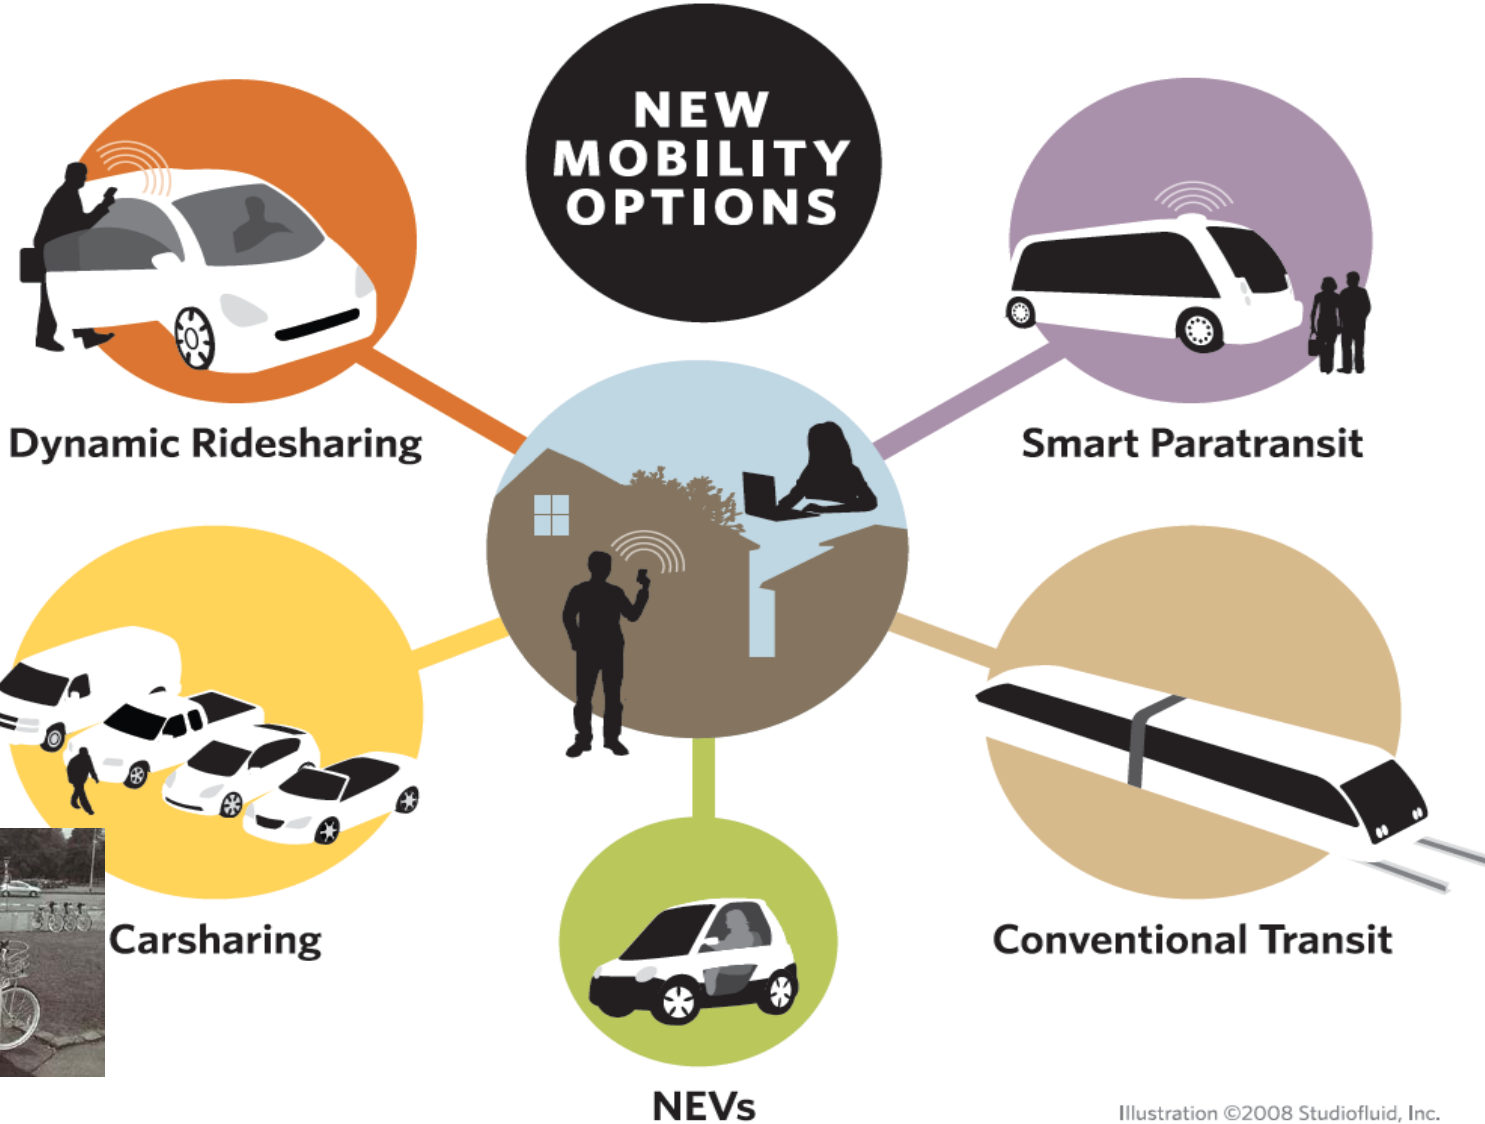 NEW
MOBILITY
OPTIONS
Dynamic Ridesharing
Smart Paratransit
Carsharing
Conventional Transit
NEVs
Illustration ©2008 Studiofluid, Inc.